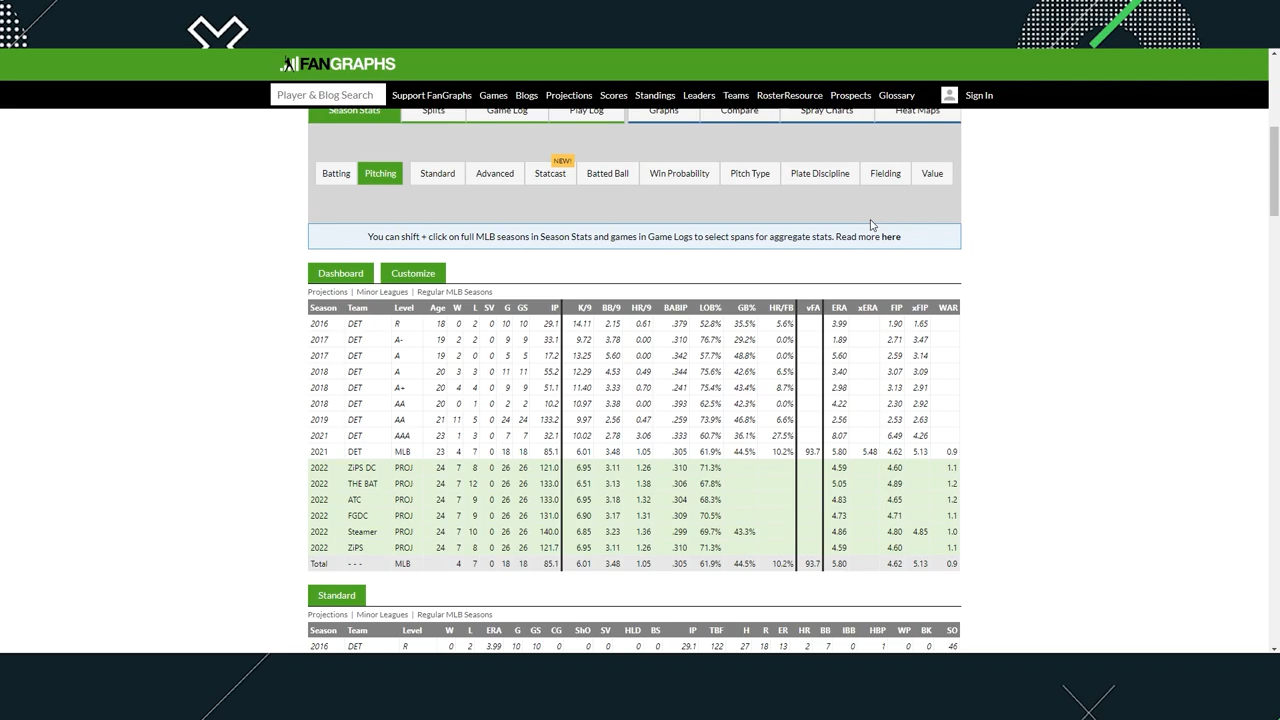 FANGRAPHS
Player & Blog Search Support FanGraphs Games Blogs Projections Scores Standings Leaders Teams RosterResource Prospects Glossary Sign In
Season Stats Splits Game Log Play Log Graphs Compare Spray Charts Heat Maps
NEW!
Batting Pitching Standard Advanced Statcast Batted Ball Win Probability Pitch Type Plate Discipline Fielding Value
You can shift + click on full MLB seasons in Season Stats and games in Game Logs to select spans for aggregate stats. Read more here
Dashboard Customize
Projections | Minor Leagues | Regular MLB Seasons
Season Team Level Age W L SV G GS IP K/9 BB/9 HR/9 BABIP LOB% GB% HR/FB vFA ERA xERA FIP xFIP WAR
2016 DET R 18 0 2 0 10 10 29.1 14.11 2.15 0.61 .379 52.8% 35.5% 5.6% 3.99 1.90 1.65
2017 DET A- 19 2 2 0 9 9 33.1 9.72 3.78 0.00 .310 76.7% 29.2% 0.0% 1.89 2.71 3.47
2017 DET A 19 2 0 0 5 5 17.2 13.25 5.60 0.00 .342 57.7% 48.8% 0.0% 5.60 2.59 3.14
2018 DET A 20 3 3 0 11 11 55.2 12.29 4.53 0.49 .344 75.6% 42.6% 6.5% 3.40 3.07 3.09
2018 DET A+ 20 4 4 0 9 9 51.1 11.40 3.33 0.70 .241 75.4% 43.4% 8.7% 2.98 3.13 2.91
2018 DET AA 20 0 1 0 2 2 10.2 10.97 3.38 0.00 .393 62.5% 42.3% 0.0% 4.22 2.30 2.92
2019 DET AA 21 11 5 0 24 24 133.2 9.97 2.56 0.47 .259 73.9% 46.8% 6.6% 2.56 2.53 2.63
2021 DET AAA 23 1 3 0 7 7 32.1 10.02 2.78 3.06 .333 60.7% 36.1% 27.5% 8.07 6.49 4.26
2021 DET MLB 23 4 7 0 18 18 85.1 6.01 3.48 1.05 .305 61.9% 44.5% 10.2% 93.7 5.80 5.48 4.62 5.13 0.9
2022 ZiPS DC PROJ 24 7 8 0 26 26 121.0 6.95 3.11 1.26 .310 71.3% 4.59 4.60 1.1
2022 THE BAT PROJ 24 7 12 0 26 26 133.0 6.51 3.13 1.38 .306 67.8% 5.05 4.89 1.2
2022 ATC PROJ 24 7 9 0 26 26 133.0 6.95 3.18 1.32 .304 68.3% 4.83 4.65 1.2
2022 FGDC PROJ 24 7 9 0 26 26 131.0 6.90 3.17 1.31 .309 70.5% 4.73 4.71 1.1
2022 Steamer PROJ 24 7 10 0 26 26 140.0 6.85 3.23 1.36 .299 69.7% 43.3% 4.86 4.80 4.85 1.0
2022 ZiPS PROJ 24 7 8 0 26 26 121.7 6.95 3.11 1.26 .310 71.3% 4.59 4.60 1.1
Total - - - MLB 4 7 0 18 18 85.1 6.01 3.48 1.05 .305 61.9% 44.5% 10.2% 93.7 5.80 4.62 5.13 0.9
Standard
Projections | Minor Leagues | Regular MLB Seasons
Season Team Level W L ERA G GS CG ShO SV HLD BS IP TBF H R ER HR BB IBB HBP WP BK SO
2016 DET R 0 2 3.99 10 10 0 0 0 0 0 29.1 122 27 18 13 2 7 0 1 0 0 46